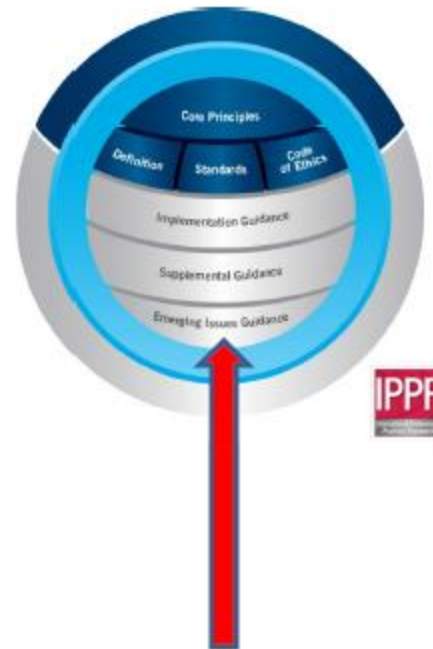 Core Principles
Definition
Standards
Code
of Ethics
Implementation Guidance
Supplemental Guidance
Emerging Issues Guidance
IPPF